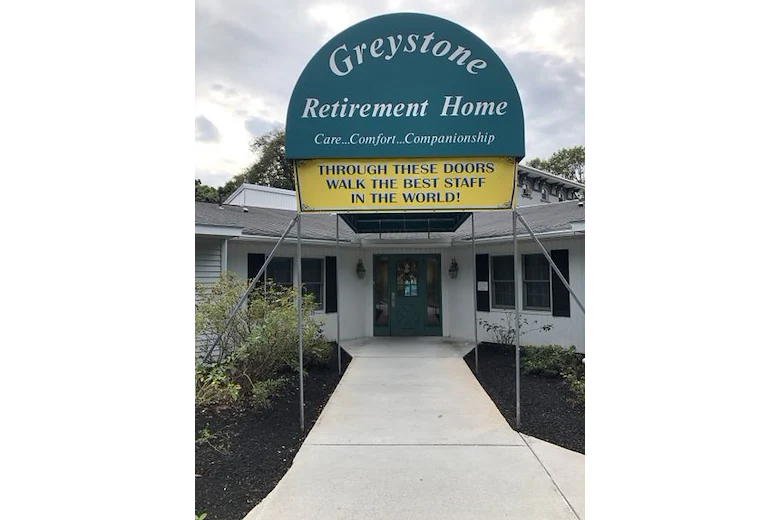 Greystone
Retirement Home
Care...Comfort...Companionship
THROUGH THESE DOORS
WALK THE BEST STAFF
IN THE WORLD!